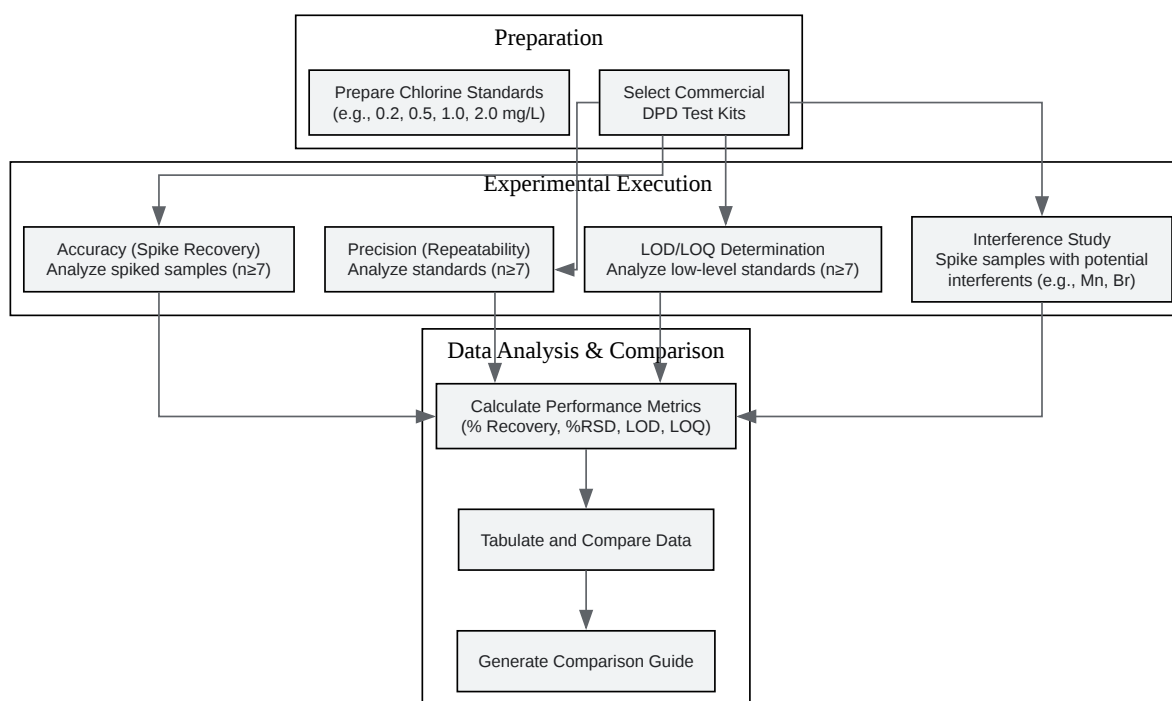 Preparation
Prepare Chlorine Standards
(e.g., 0.2, 0.5, 1.0, 2.0 mg/L)
Select Commercial
DPD Test Kits
Experimental Execution
Accuracy (Spike Recovery)
Analyze spiked samples (n≥7)
Precision (Repeatability)
Analyze standards (n≥7)
LOD/LOQ Determination
Analyze low-level standards (n≥7)
Interference Study
Spike samples with potential
interferents (e.g., Mn, Br)
Data Analysis & Comparison
Calculate Performance Metrics
(% Recovery, %RSD, LOD, LOQ)
Tabulate and Compare Data
Generate Comparison Guide